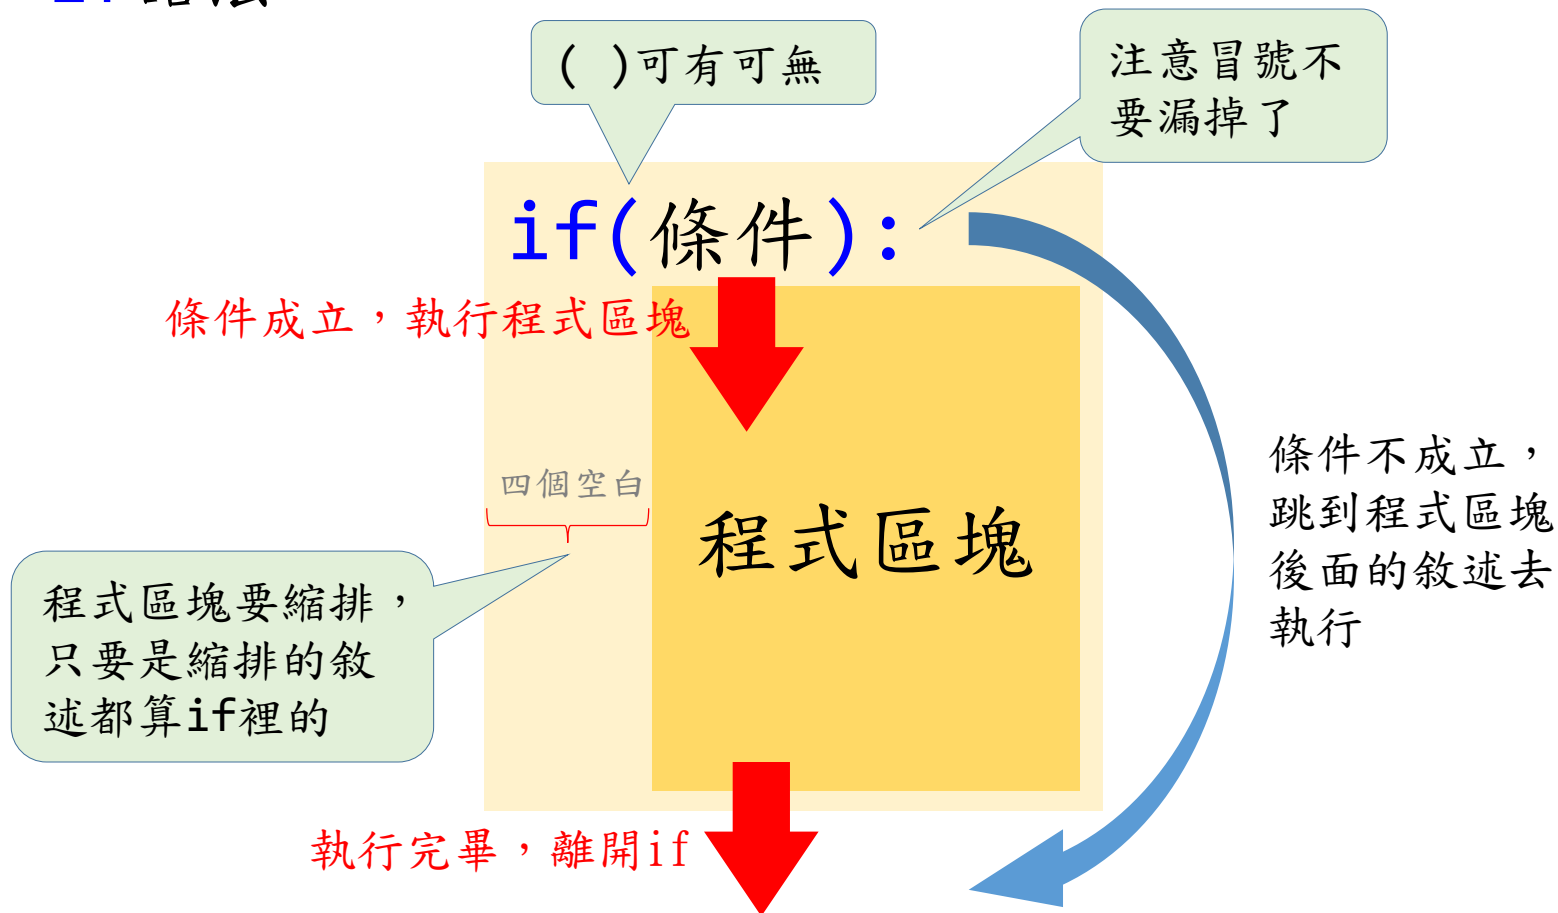 ( )可有可無
注意冒號不
要漏掉了
if(條件):
條件成立，執行程式區塊
四個空白
程式區塊
條件不成立，
跳到程式區塊
後面的敘述去
執行
程式區塊要縮排，
只要是縮排的敘
述都算if裡的
執行完畢，離開if